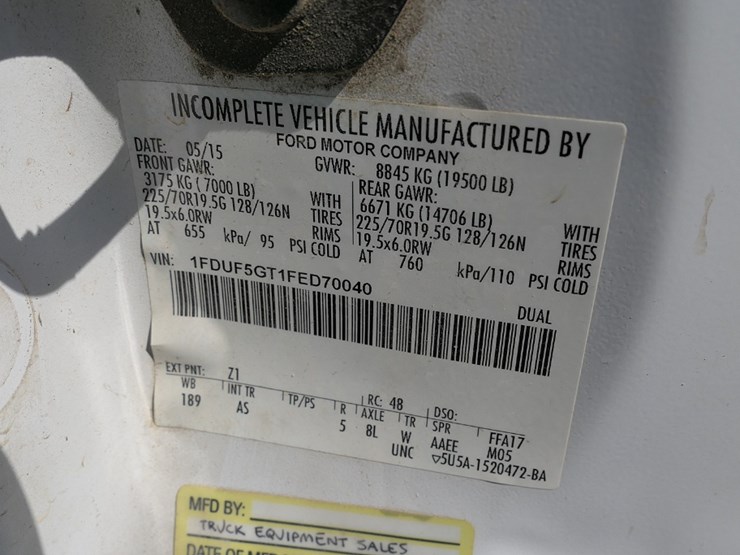 INCOMPLETE VEHICLE MANUFACTURED BY
FORD MOTOR COMPANY
DATE: 05/15 GVWR: 8845 KG (19500 LB)
FRONT GAWR: REAR GAWR:
3175 KG ( 7000 LB) WITH 6671 KG (14706 LB) WITH
225/70R19.5G 128/126N TIRES 225/70R19.5G 128/126N TIRES
19.5x6.0RW RIMS 19.5x6.0RW RIMS
AT 655 kPa/ 95 PSI COLD AT 760 kPa/110 PSI COLD
VIN: 1FDUF5GT1FED70040 DUAL
EXT PNT: Z1 RC: 48 DSO: FFA17
WB INT TR TP/PS R AXLE TR SPR M05
189 AS 5 8L W AAEE
UNC ▽5U5A-1520472-BA
MFD BY:
TRUCK EQUIPMENT SALES